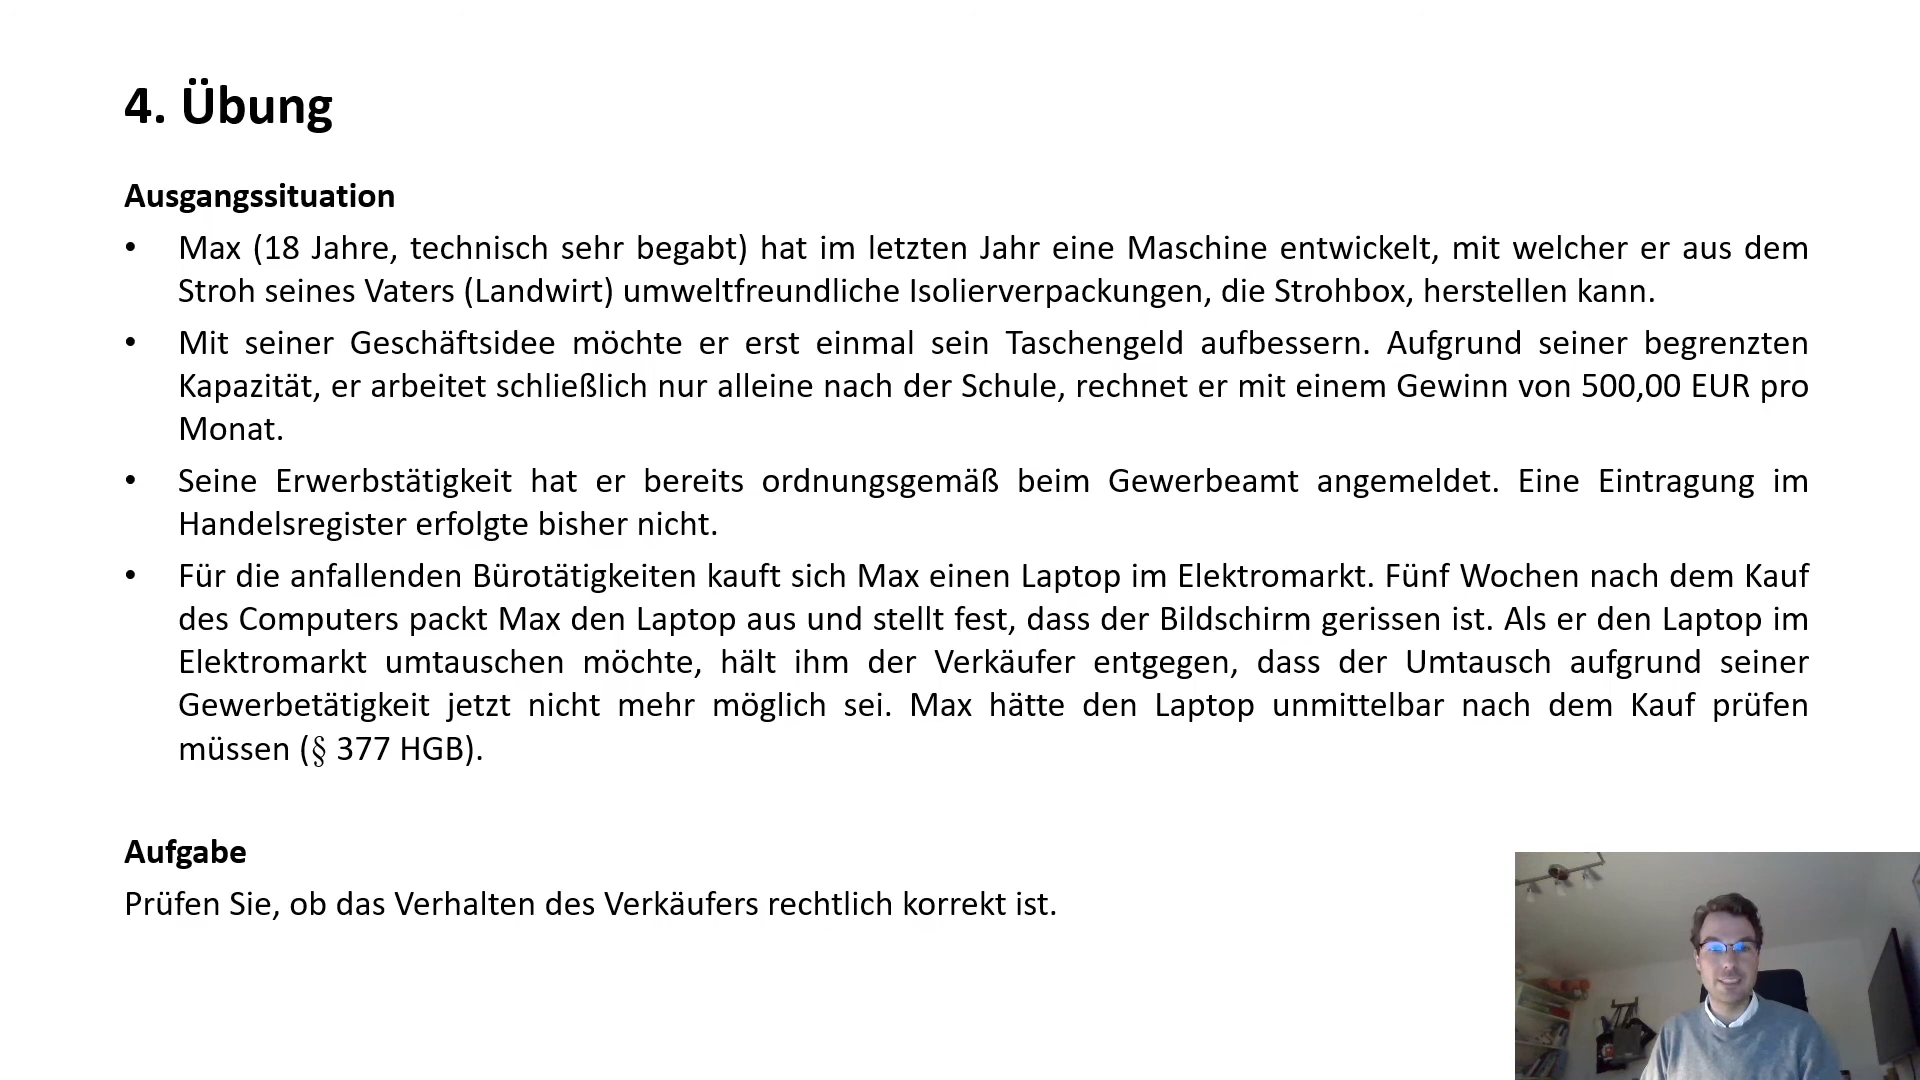 4. Übung
Ausgangssituation
• Max (18 Jahre, technisch sehr begabt) hat im letzten Jahr eine Maschine entwickelt, mit welcher er aus dem
Stroh seines Vaters (Landwirt) umweltfreundliche Isolierverpackungen, die Strohbox, herstellen kann.
• Mit seiner Geschäftsidee möchte er erst einmal sein Taschengeld aufbessern. Aufgrund seiner begrenzten
Kapazität, er arbeitet schließlich nur alleine nach der Schule, rechnet er mit einem Gewinn von 500,00 EUR pro
Monat.
• Seine Erwerbstätigkeit hat er bereits ordnungsgemäß beim Gewerbeamt angemeldet. Eine Eintragung im
Handelsregister erfolgte bisher nicht.
• Für die anfallenden Bürotätigkeiten kauft sich Max einen Laptop im Elektromarkt. Fünf Wochen nach dem Kauf
des Computers packt Max den Laptop aus und stellt fest, dass der Bildschirm gerissen ist. Als er den Laptop im
Elektromarkt umtauschen möchte, hält ihm der Verkäufer entgegen, dass der Umtausch aufgrund seiner
Gewerbetätigkeit jetzt nicht mehr möglich sei. Max hätte den Laptop unmittelbar nach dem Kauf prüfen
müssen (§ 377 HGB).
Aufgabe
Prüfen Sie, ob das Verhalten des Verkäufers rechtlich korrekt ist.